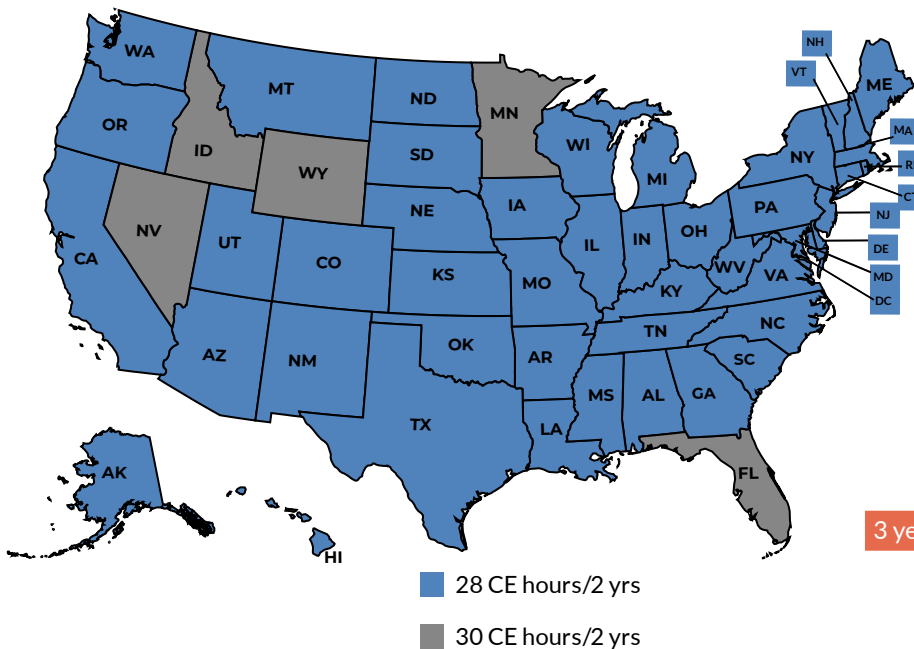 WA
MT
ND
MN
OR
ID
WY
SD
WI
MI
NY
NH
VT
ME
MA
R
CT
NJ
DE
MD
DC
NV
CA
UT
CO
NE
KS
IA
MO
IL
IN
OH
PA
WV
VA
KY
NC
TN
SC
AZ
NM
OK
AR
TX
LA
MS
AL
GA
FL
AK
HI
3 ye
28 CE hours/2 yrs
30 CE hours/2 yrs